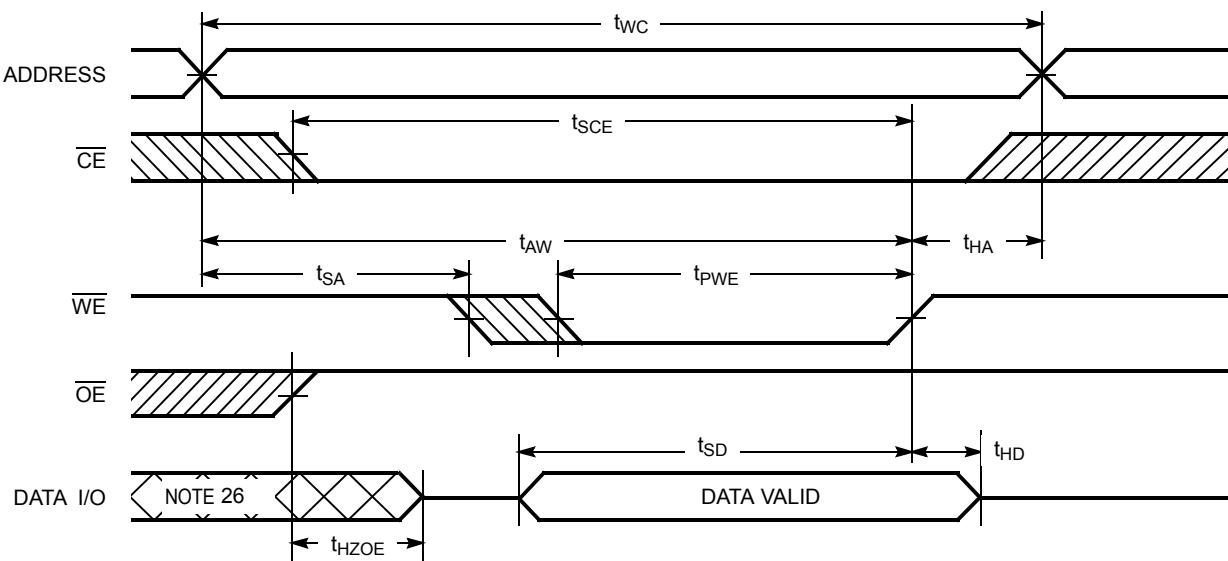 tWC
ADDRESS
tSCE
CE
tAW
tHA
tSA
tPWE
WE
OE
tSD
tHD
DATA I/O
NOTE 26
DATA VALID
tHZOE